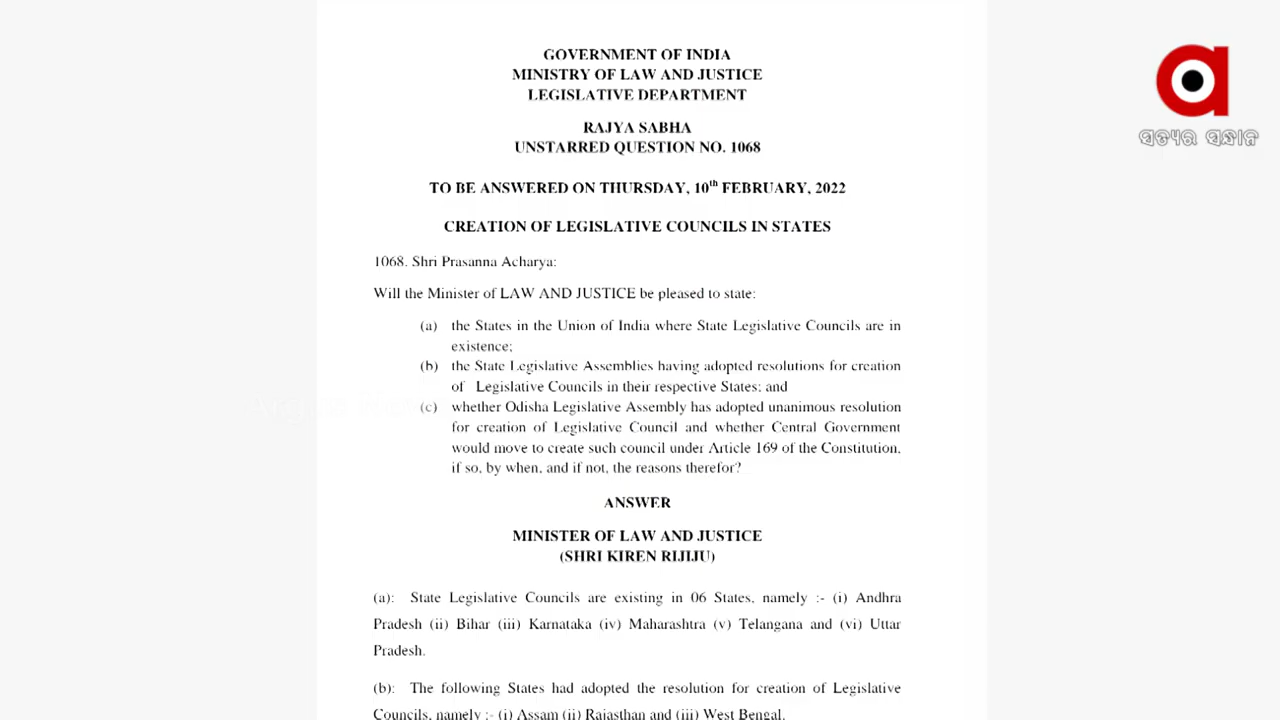 GOVERNMENT OF INDIA
MINISTRY OF LAW AND JUSTICE
LEGISLATIVE DEPARTMENT
RAJYA SABHA
UNSTARRED QUESTION NO. 1068
TO BE ANSWERED ON THURSDAY, 10th FEBRUARY, 2022
CREATION OF LEGISLATIVE COUNCILS IN STATES
ସତ୍ୟର ସନ୍ଧାନ
1068. Shri Prasanna Acharya:
Will the Minister of LAW AND JUSTICE be pleased to state:
(a) the States in the Union of India where State Legislative Councils are in
existence;
(b) the State Legislative Assemblies having adopted resolutions for creation
of Legislative Councils in their respective States; and
(c) whether Odisha Legislative Assembly has adopted unanimous resolution
for creation of Legislative Council and whether Central Government
would move to create such council under Article 169 of the Constitution,
if so, by when, and if not, the reasons therefor?
ANSWER
MINISTER OF LAW AND JUSTICE
(SHRI KIREN RIJIJU)
(a): State Legislative Councils are existing in 06 States, namely :- (i) Andhra
Pradesh (ii) Bihar (iii) Karnataka (iv) Maharashtra (v) Telangana and (vi) Uttar
Pradesh.
(b): The following States had adopted the resolution for creation of Legislative
Councils, namely :- (i) Assam (ii) Rajasthan and (iii) West Bengal.